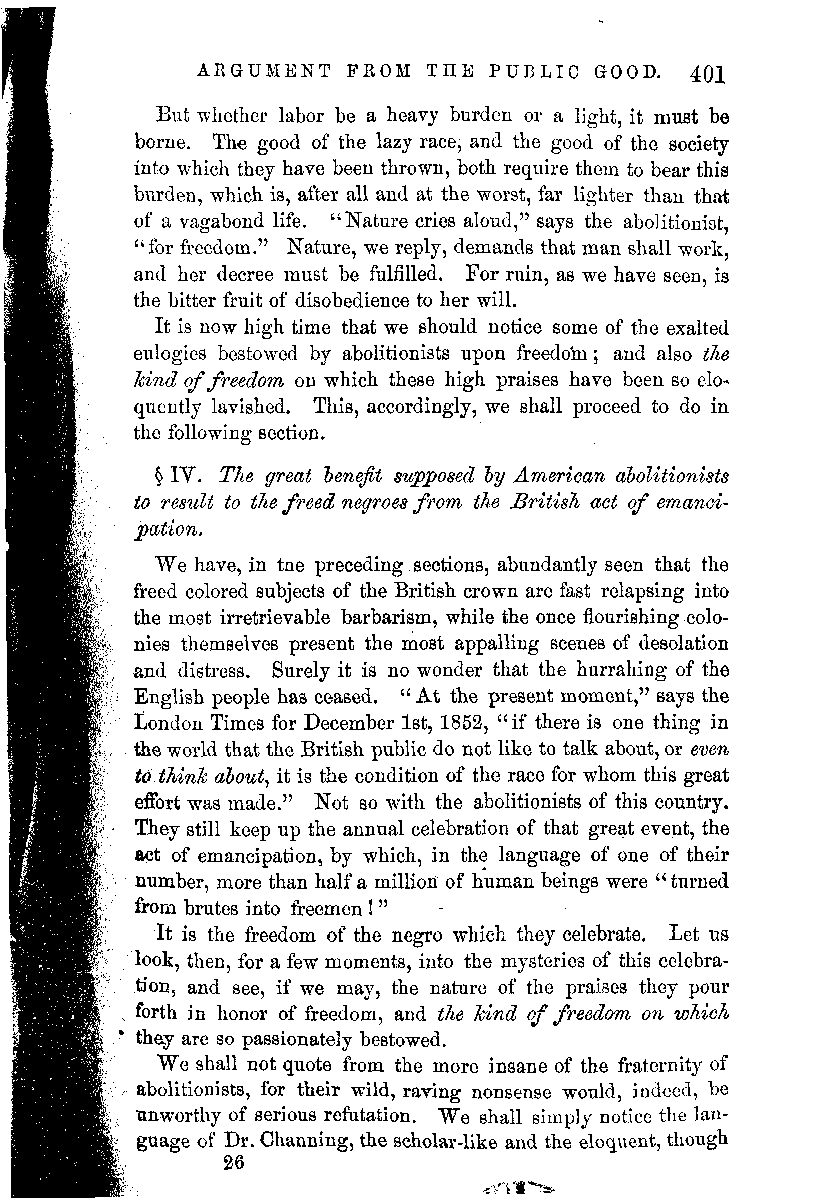 ARGUMENT FROM THE PUBLIC GOOD. 401
But whether labor be a heavy burden or a light, it must be
borne. The good of the lazy race, and the good of the society
into which they have been thrown, both require them to bear this
burden, which is, after all and at the worst, far lighter than that
of a vagabond life. “Nature cries aloud,” says the abolitionist,
“for freedom.” Nature, we reply, demands that man shall work,
and her decree must be fulfilled. For ruin, as we have seen, is
the bitter fruit of disobedience to her will.
It is now high time that we should notice some of the exalted
eulogies bestowed by abolitionists upon freedom; and also the
kind of freedom on which these high praises have been so elo-
quently lavished. This, accordingly, we shall proceed to do in
the following section.
§ IV. The great benefit supposed by American abolitionists
to result to the freed negroes from the British act of emanci-
pation.
We have, in tne preceding sections, abundantly seen that the
freed colored subjects of the British crown are fast relapsing into
the most irretrievable barbarism, while the once flourishing colo-
nies themselves present the most appalling scenes of desolation
and distress. Surely it is no wonder that the hurrahing of the
English people has ceased. “At the present moment,” says the
London Times for December 1st, 1852, “if there is one thing in
the world that the British public do not like to talk about, or even
to think about, it is the condition of the race for whom this great
effort was made.” Not so with the abolitionists of this country.
They still keep up the annual celebration of that great event, the
act of emancipation, by which, in the language of one of their
number, more than half a million of human beings were “turned
from brutes into freemen!”
It is the freedom of the negro which they celebrate. Let us
look, then, for a few moments, into the mysteries of this celebra-
tion, and see, if we may, the nature of the praises they pour
forth in honor of freedom, and the kind of freedom on which
they are so passionately bestowed.
We shall not quote from the more insane of the fraternity of
abolitionists, for their wild, raving nonsense would, indeed, be
unworthy of serious refutation. We shall simply notice the lan-
guage of Dr. Channing, the scholar-like and the eloquent, though
26